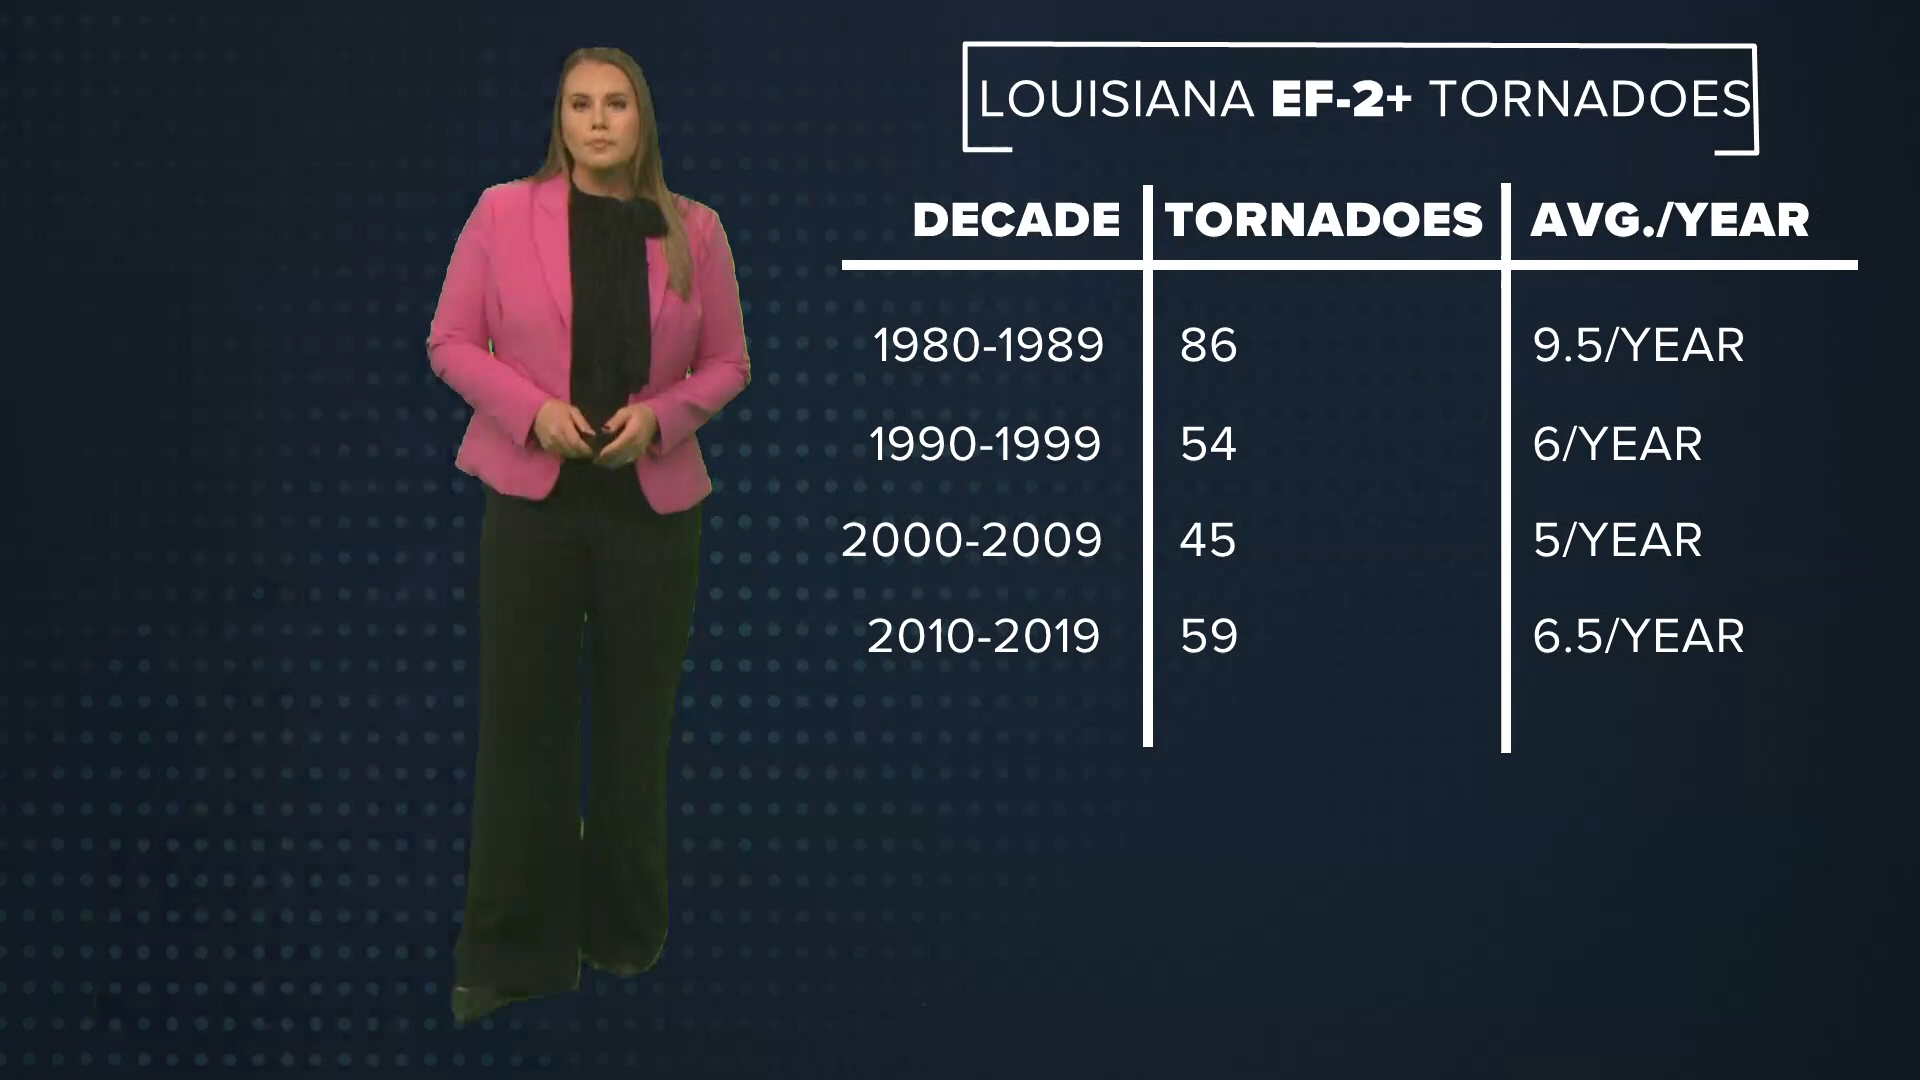 LOUISIANA EF-2+ TORNADOES
DECADE TORNADOES AVG./YEAR
1980-1989 86 9.5/YEAR
1990-1999 54 6/YEAR
2000-2009 45 5/YEAR
2010-2019 59 6.5/YEAR